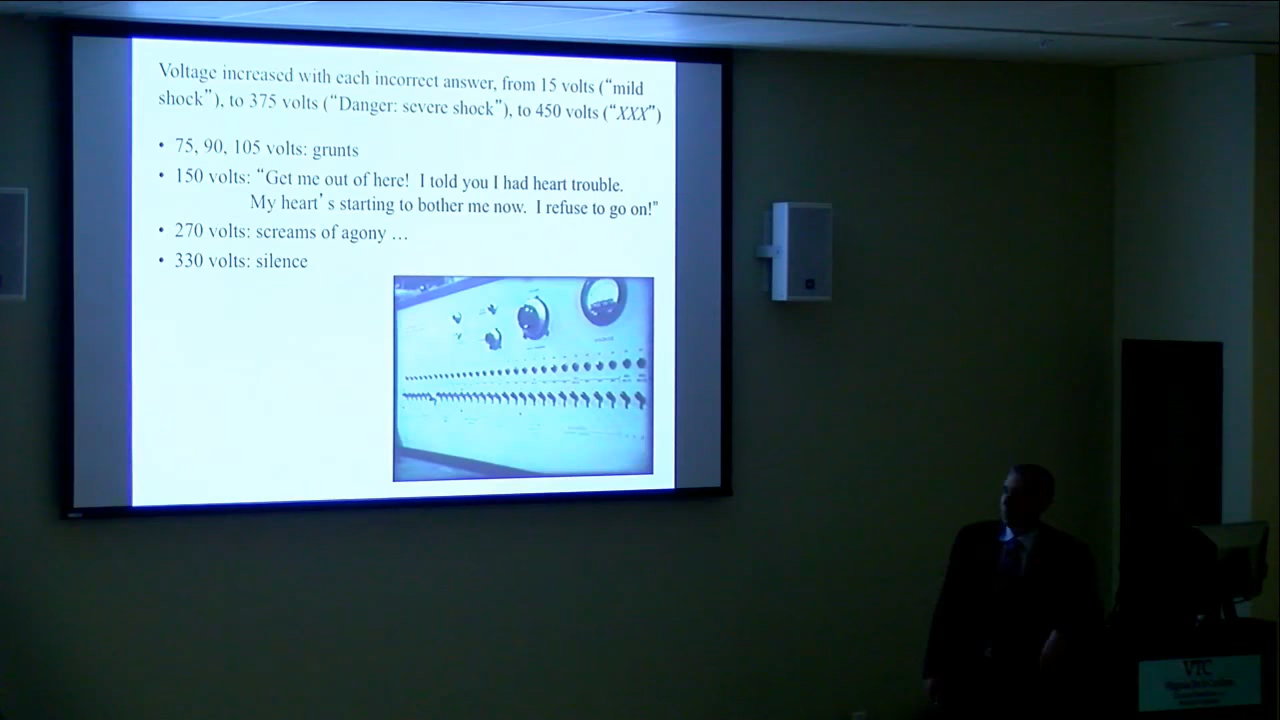 Voltage increased with each incorrect answer, from 15 volts (“mild
shock”), to 375 volts (“Danger: severe shock”), to 450 volts (“XXX”)
• 75, 90, 105 volts: grunts
• 150 volts: “Get me out of here! I told you I had heart trouble.
My heart’s starting to bother me now. I refuse to go on!"
• 270 volts: screams of agony …
• 330 volts: silence
VTC